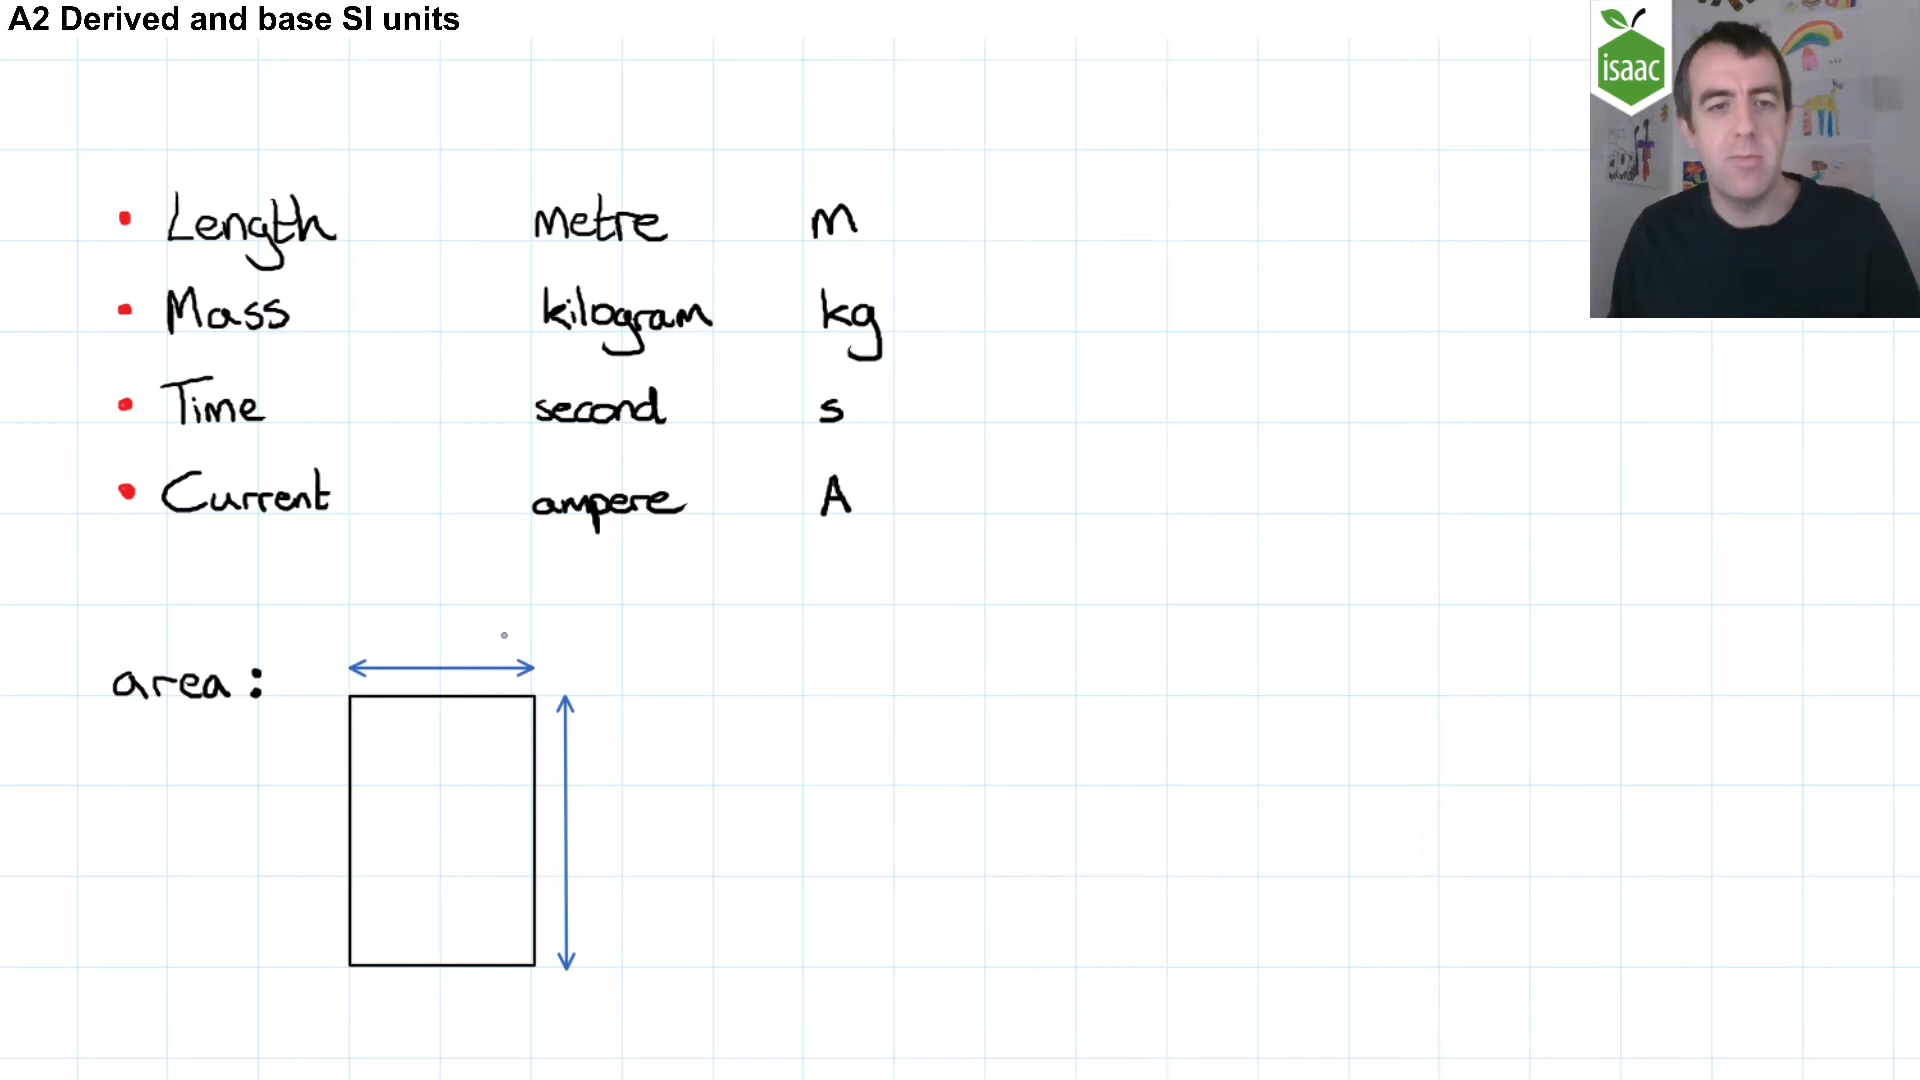 A2 Derived and base SI units
isaac
• Length metre m
• Mass kilogram kg
• Time second s
• Current ampere A
area: